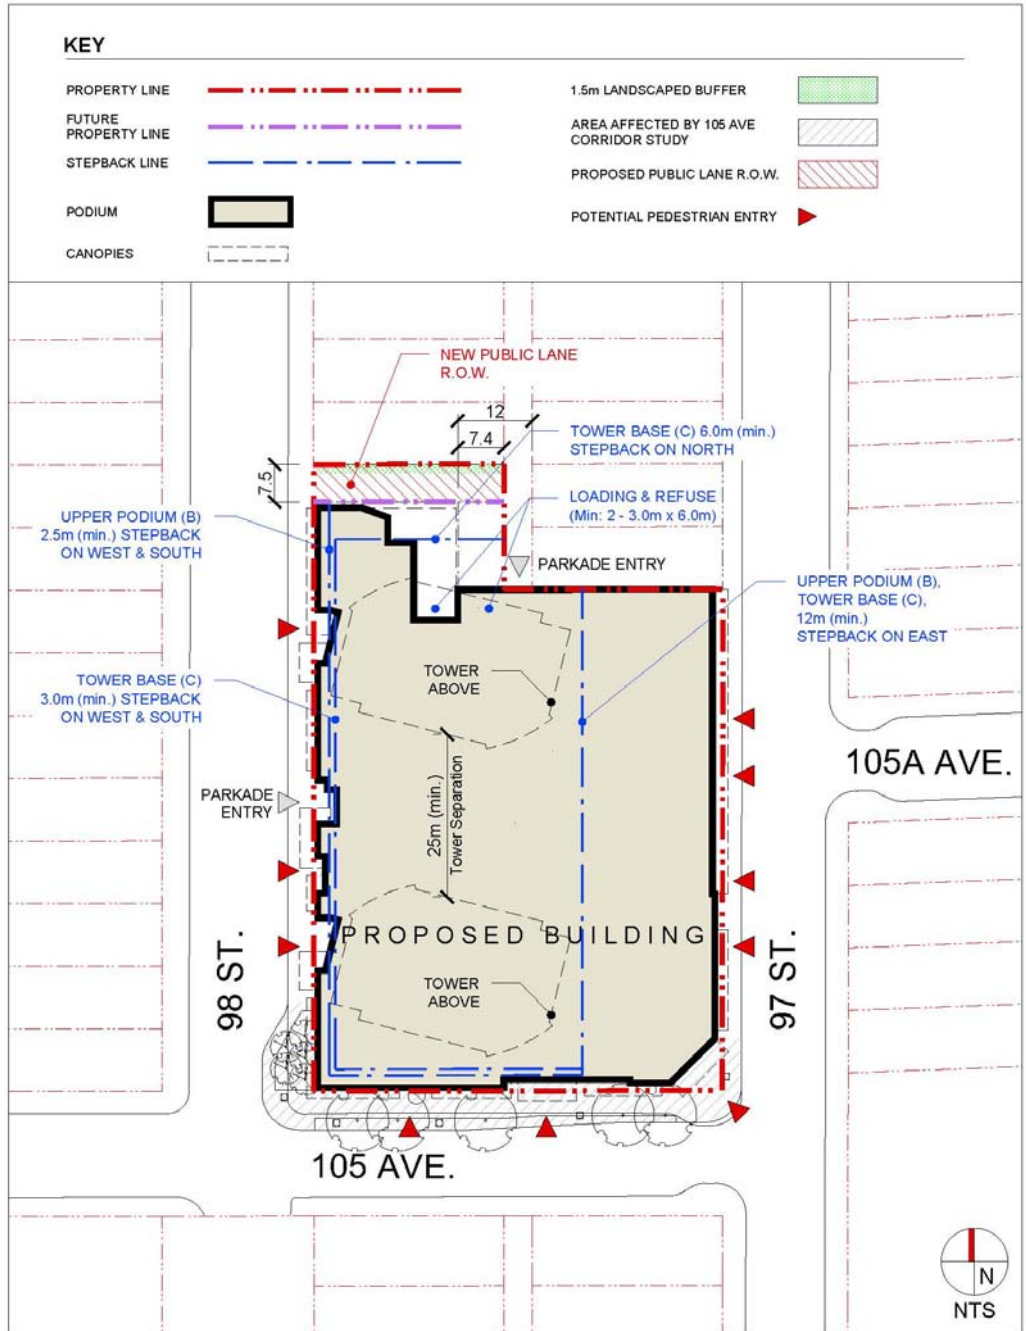 KEY
PROPERTY LINE
FUTURE
PROPERTY LINE
STEPBACK LINE
PODIUM
CANOPIES
1.5m LANDSCAPED BUFFER
AREA AFFECTED BY 105 AVE
CORRIDOR STUDY
PROPOSED PUBLIC LANE R.O.W.
POTENTIAL PEDESTRIAN ENTRY
NEW PUBLIC LANE
R.O.W.
12
7.4
7.5
TOWER BASE (C) 6.0m (min.)
STEPBACK ON NORTH
LOADING & REFUSE
(Min: 2 - 3.0m x 6.0m)
UPPER PODIUM (B)
2.5m (min.) STEPBACK
ON WEST & SOUTH
PARKADE ENTRY
UPPER PODIUM (B),
TOWER BASE (C),
12m (min.)
STEPBACK ON EAST
TOWER
ABOVE
TOWER BASE (C)
3.0m (min.) STEPBACK
ON WEST & SOUTH
25m (min.)
Tower Separation
105A AVE.
PARKADE
ENTRY
PROPOSED BUILDING
98 ST.
97 ST.
TOWER
ABOVE
105 AVE.
N
NTS